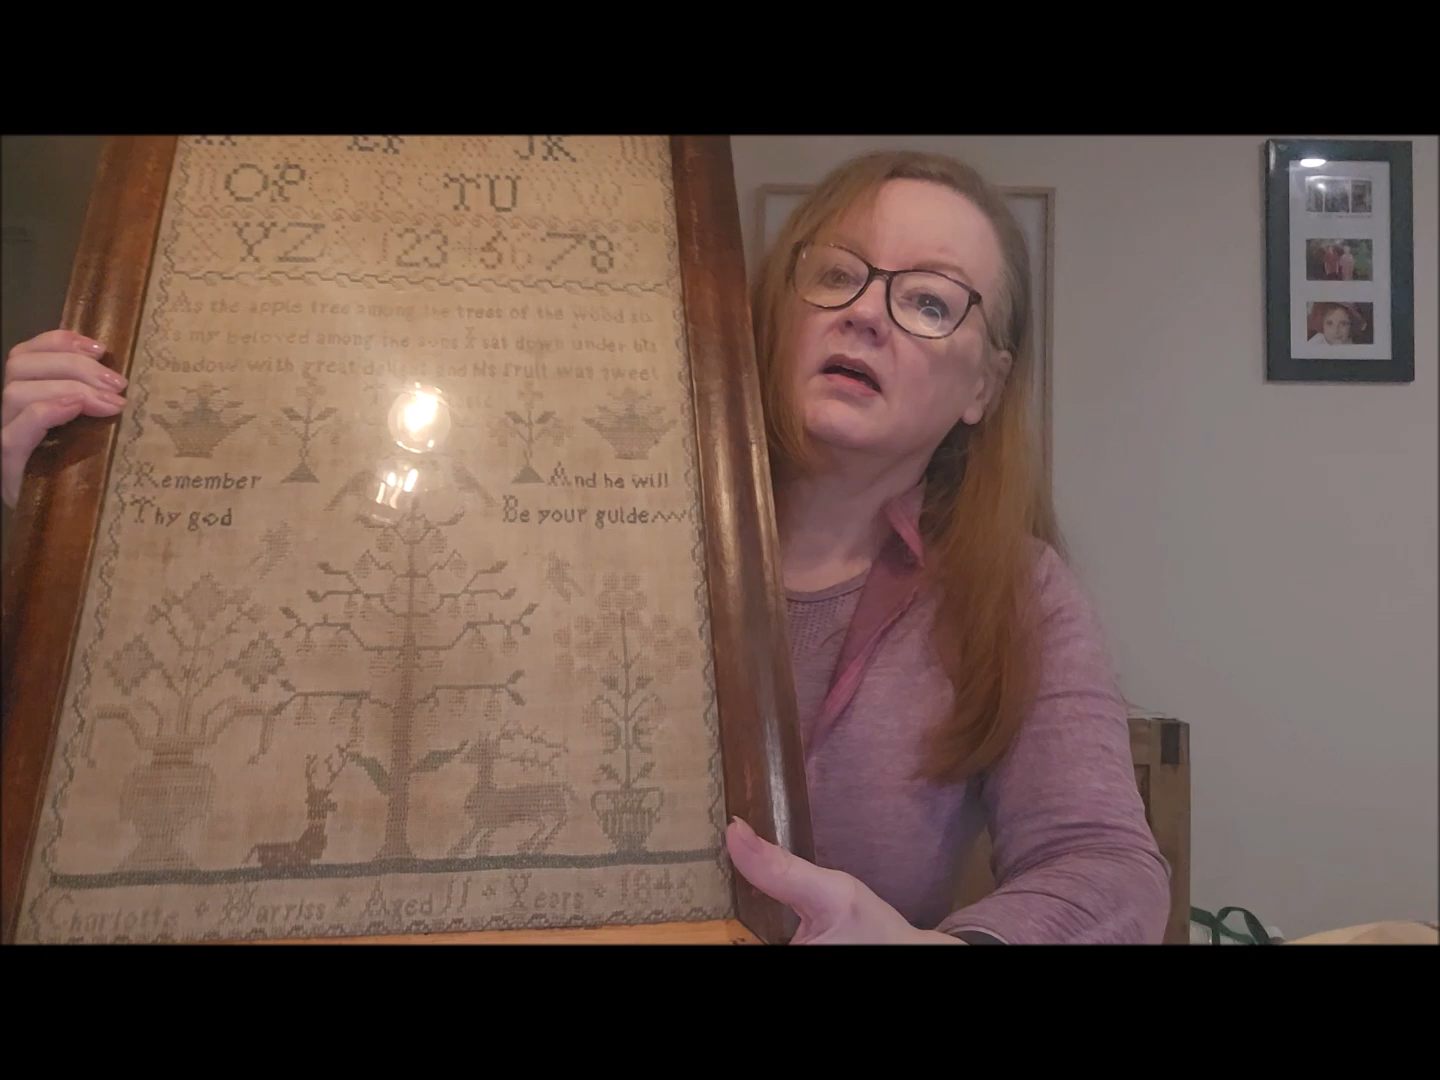 OP QR TU
YZ & 123456678
As the apple tree among the trees of the wood so
Is my beloved among the sons I sat down under his
Shadow with great delight and his fruit was sweet
Remember And he will
Thy god Be your guide
Charlotte Harriss Aged 11 Years 1846